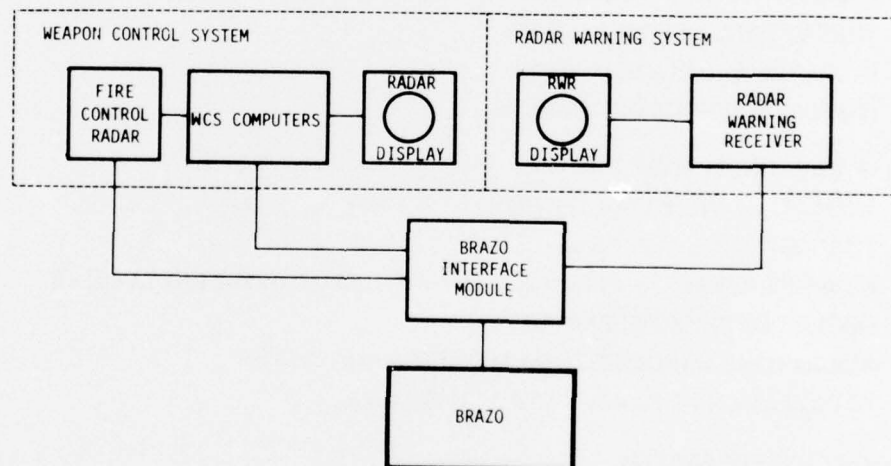 WEAPON CONTROL SYSTEM
RADAR WARNING SYSTEM
FIRE
CONTROL
RADAR
WCS COMPUTERS
RADAR
DISPLAY
RWR
DISPLAY
RADAR
WARNING
RECEIVER
BRAZO
INTERFACE
MODULE
BRAZO